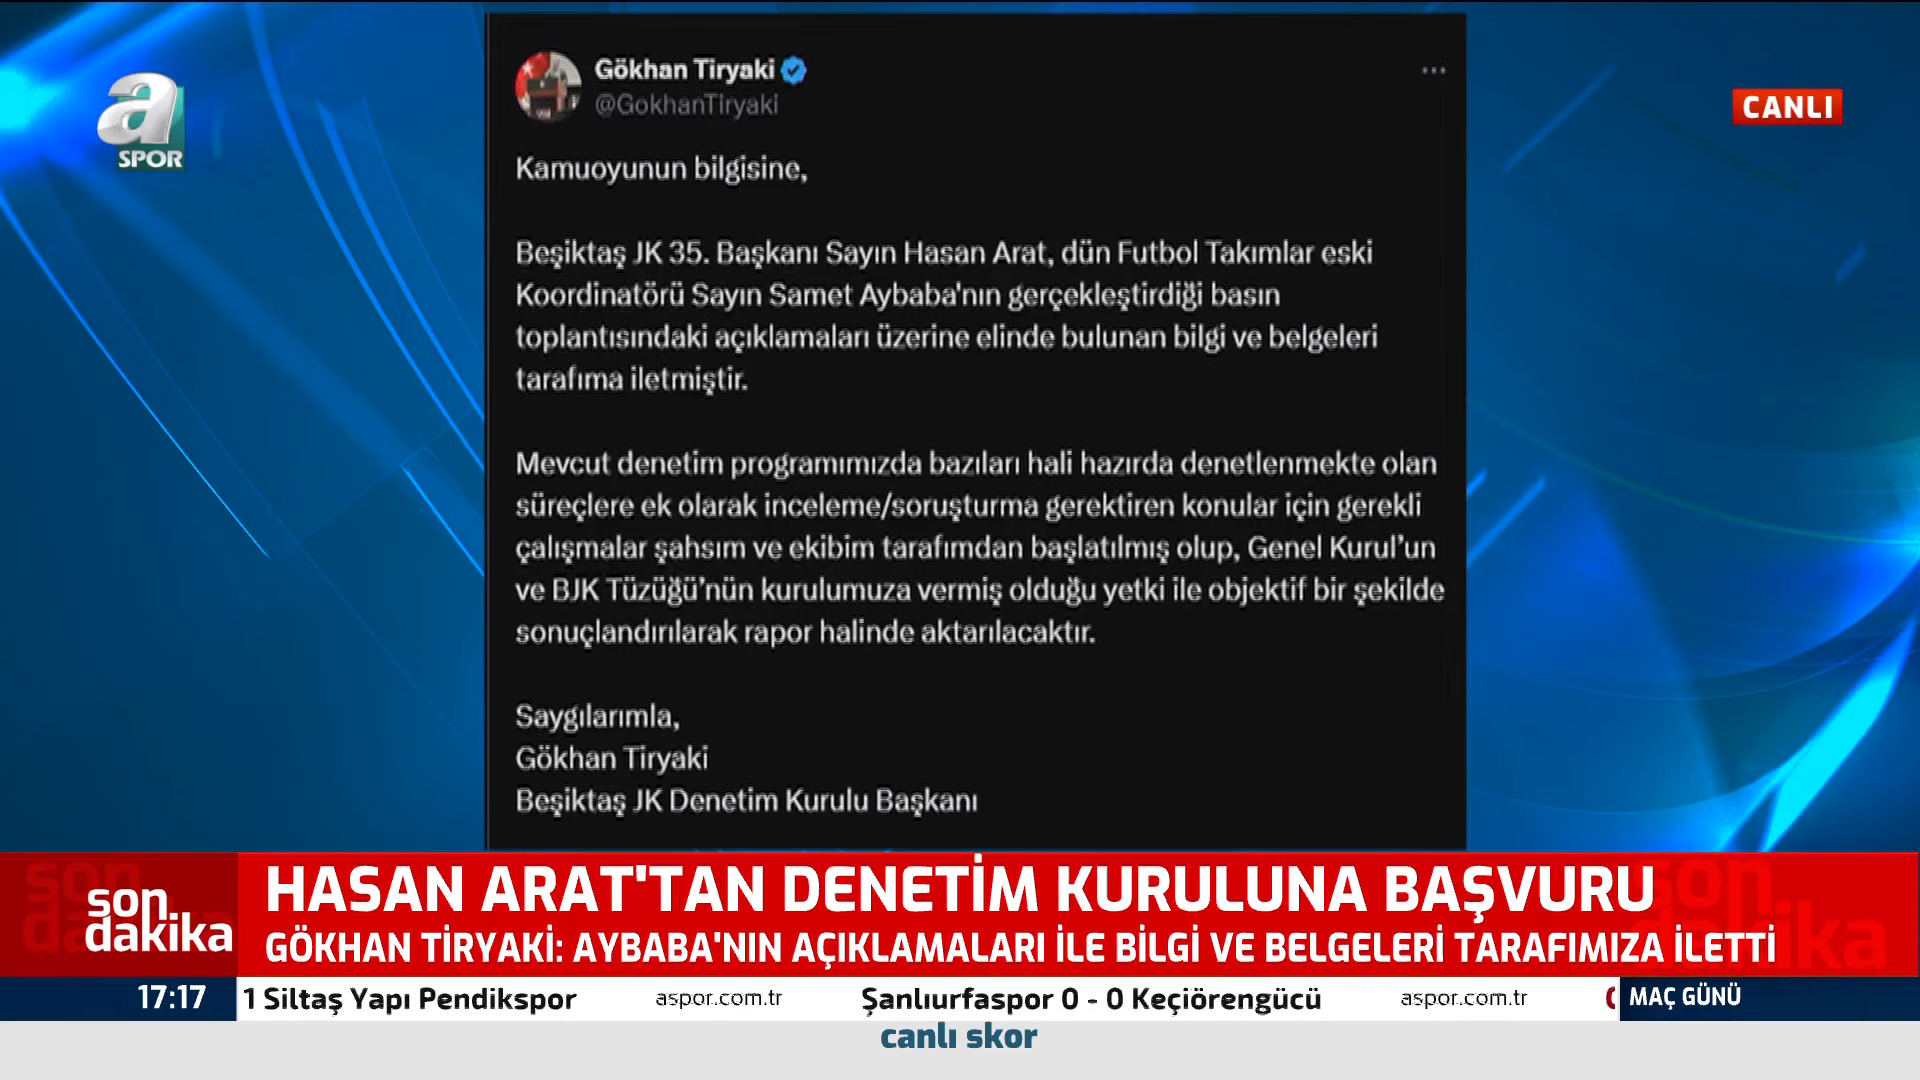 a
SPOR
CANLI
Gökhan Tiryaki
@GokhanTiryaki
Kamuoyunun bilgisine,
Beşiktaş JK 35. Başkanı Sayın Hasan Arat, dün Futbol Takımlar eski
Koordinatörü Sayın Samet Aybaba'nın gerçekleştirdiği basın
toplantısındaki açıklamaları üzerine elinde bulunan bilgi ve belgeleri
tarafıma iletmiştir.
Mevcut denetim programımızda bazıları hali hazırda denetlenmekte olan
süreçlere ek olarak inceleme/soruşturma gerektiren konular için gerekli
çalışmalar şahsım ve ekibim tarafımdan başlatılmış olup, Genel Kurul’un
ve BJK Tüzüğü’nün kurulumuza vermiş olduğu yetki ile objektif bir şekilde
sonuçlandırılarak rapor halinde aktarılacaktır.
Saygılarımla,
Gökhan Tiryaki
Beşiktaş JK Denetim Kurulu Başkanı
son dakika
HASAN ARAT'TAN DENETİM KURULUNA BAŞVURU
GÖKHAN TİRYAKİ: AYBABA'NIN AÇIKLAMALARI İLE BİLGİ VE BELGELERİ TARAFIMIZA İLETTİ
17:17
1 Siltaş Yapı Pendikspor aspor.com.tr Şanlıurfaspor 0 - 0 Keçiörengücü aspor.com.tr
MAÇ GÜNÜ
canlı skor